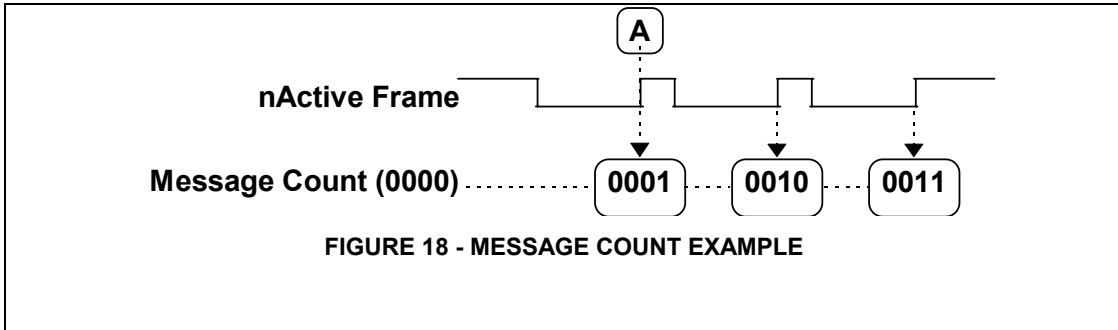 A
nActive Frame
Message Count (0000) 0001 0010 0011
FIGURE 18 - MESSAGE COUNT EXAMPLE